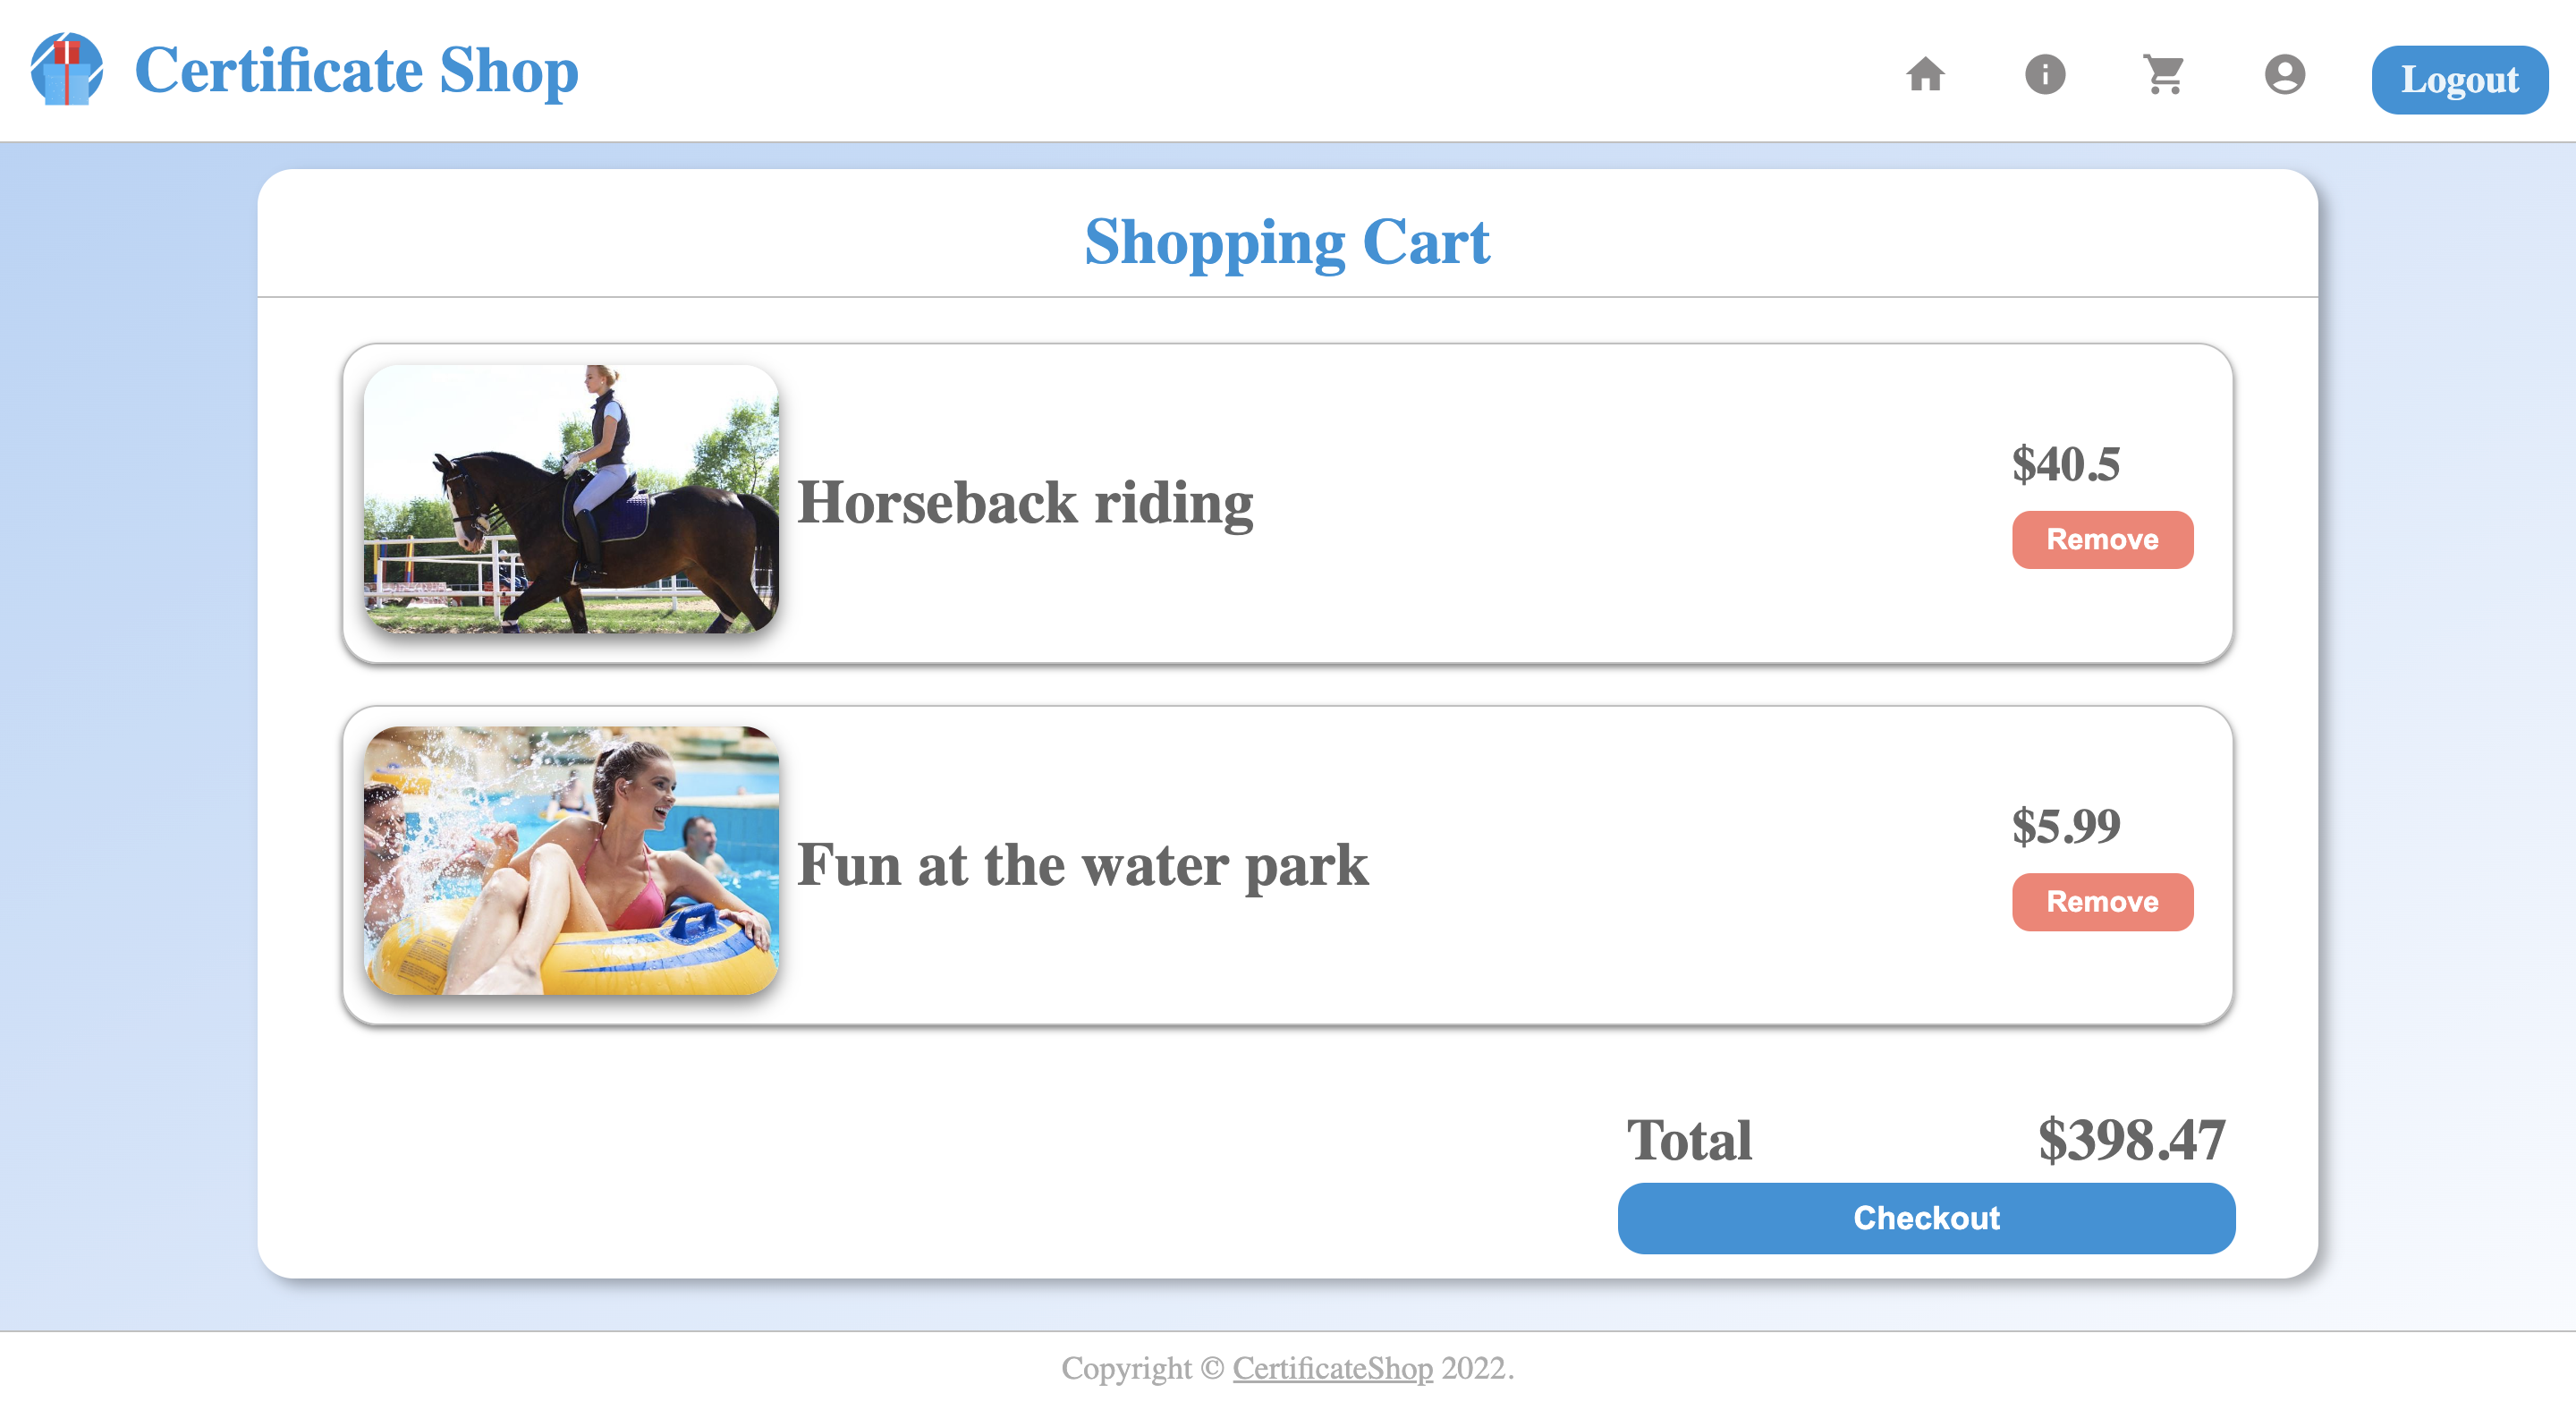 Certificate Shop
Logout
Shopping Cart
Horseback riding
$40.5
Remove
Fun at the water park
$5.99
Remove
Total $398.47
Checkout
Copyright © CertificateShop 2022.